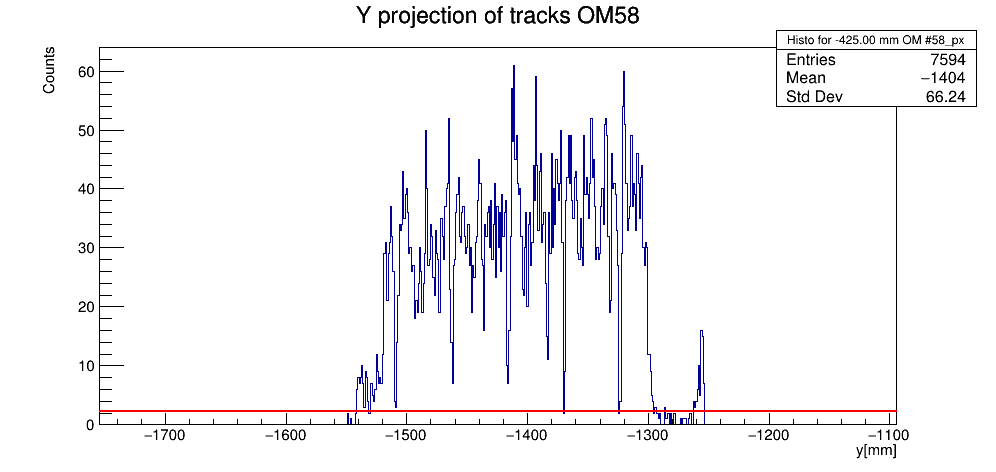 Y projection of tracks OM58
Histo for -425.00 mm OM #58_px
Entries 7594
Mean −1404
Std Dev 66.24
Counts
60
50
40
30
20
10
0
−1700 −1600 −1500 −1400 −1300 −1200 −1100
y[mm]